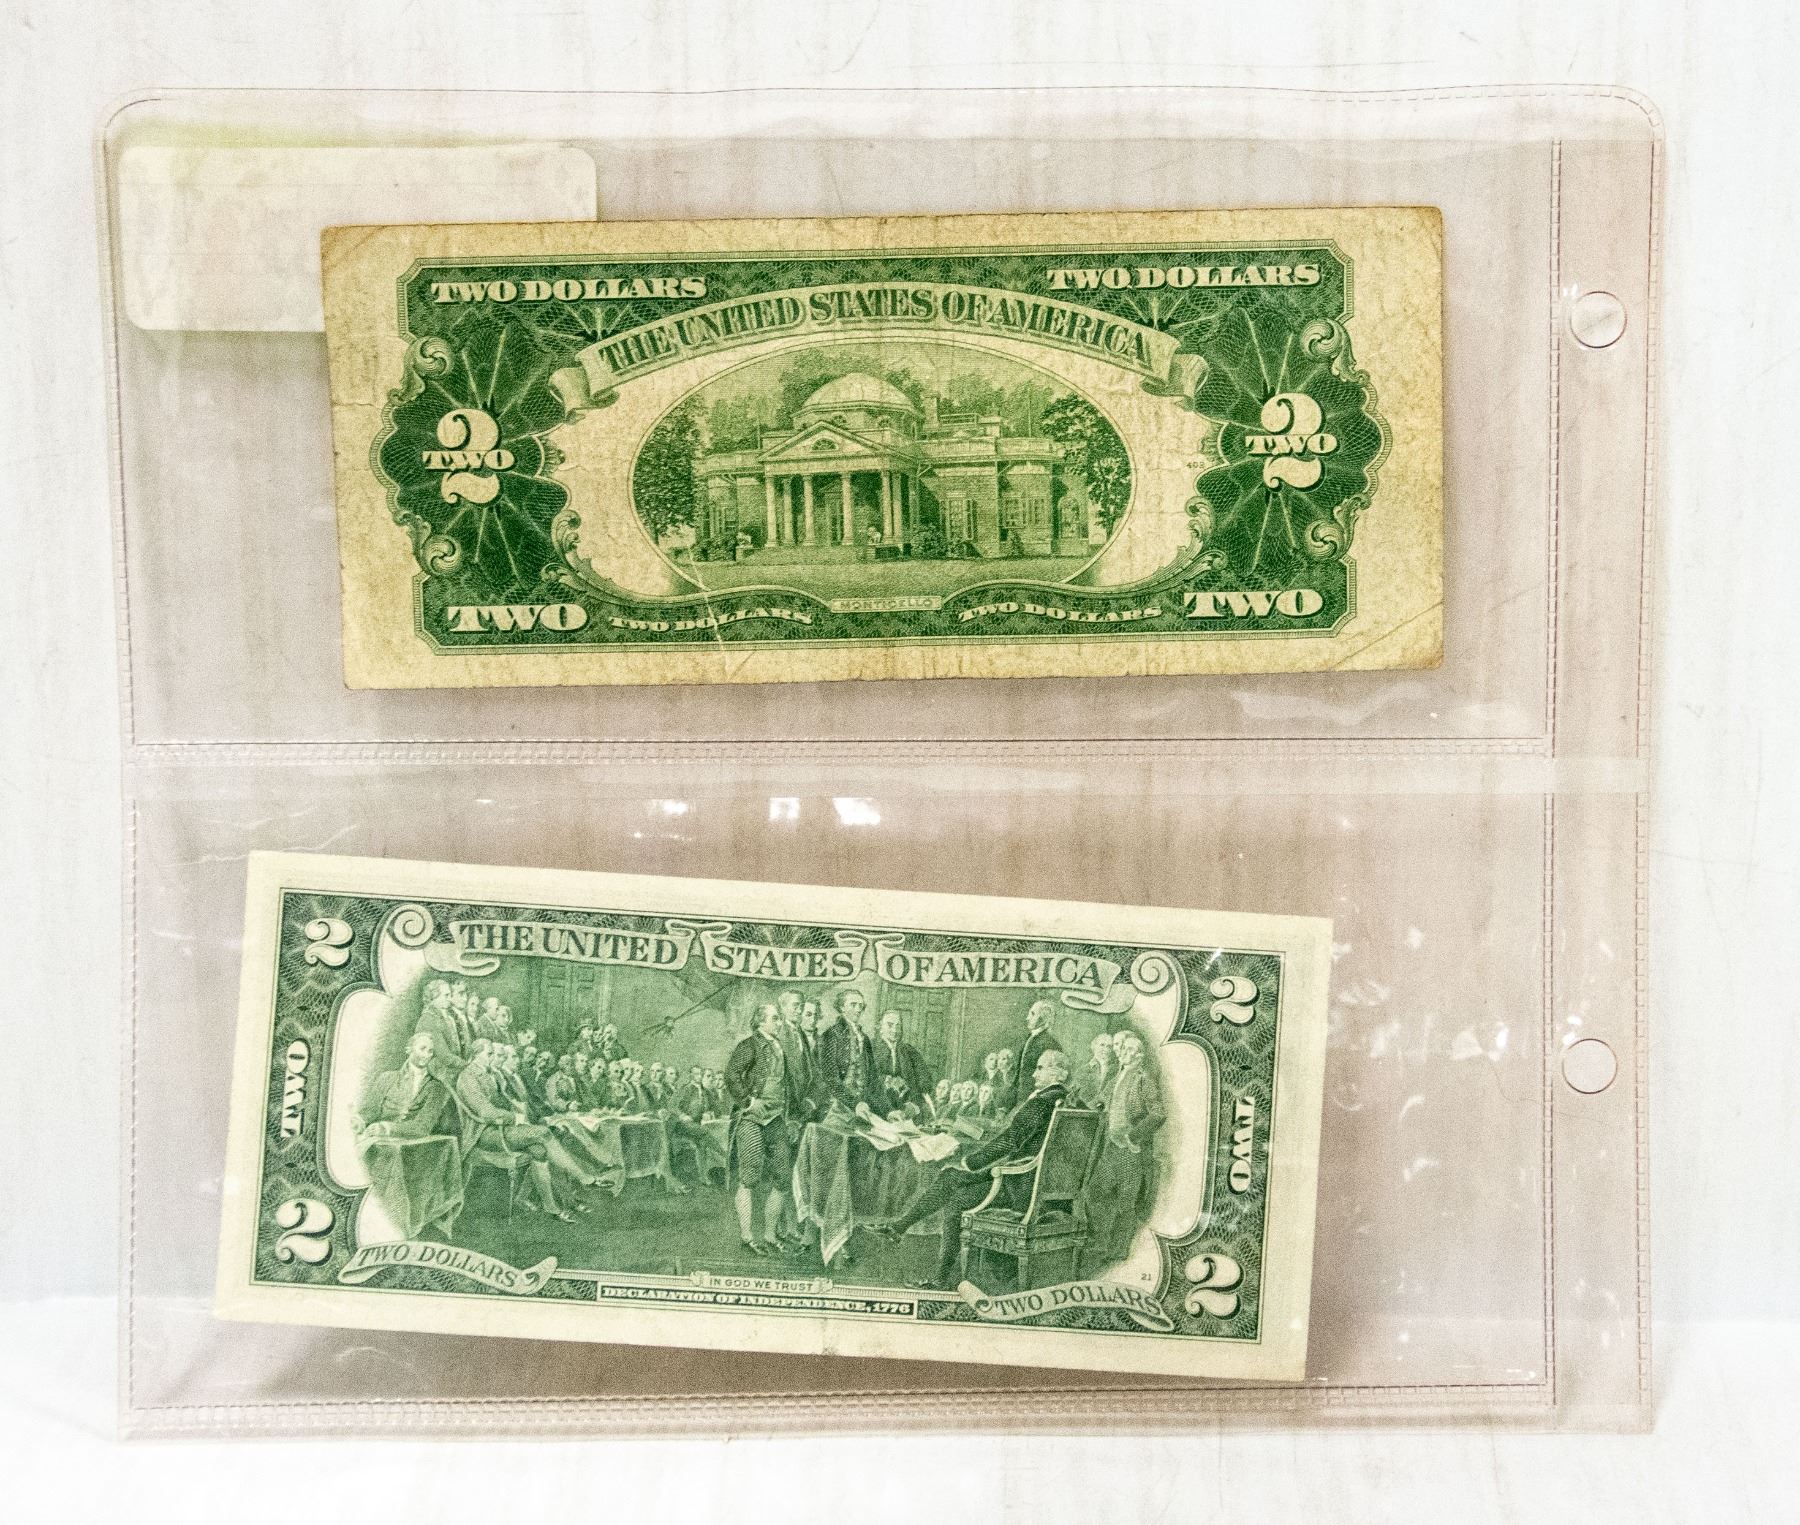 TWO DOLLARS TWO DOLLARS
THE UNITED STATES OF AMERICA
2 TWO 2 TWO
MONTICELLO
TWO TWO DOLLARS TWO DOLLARS TWO
2 THE UNITED STATES OF AMERICA 2
TWO TWO
2 TWO DOLLARS IN GOD WE TRUST 21 2
DECLARATION OF INDEPENDENCE, 1776 TWO DOLLARS